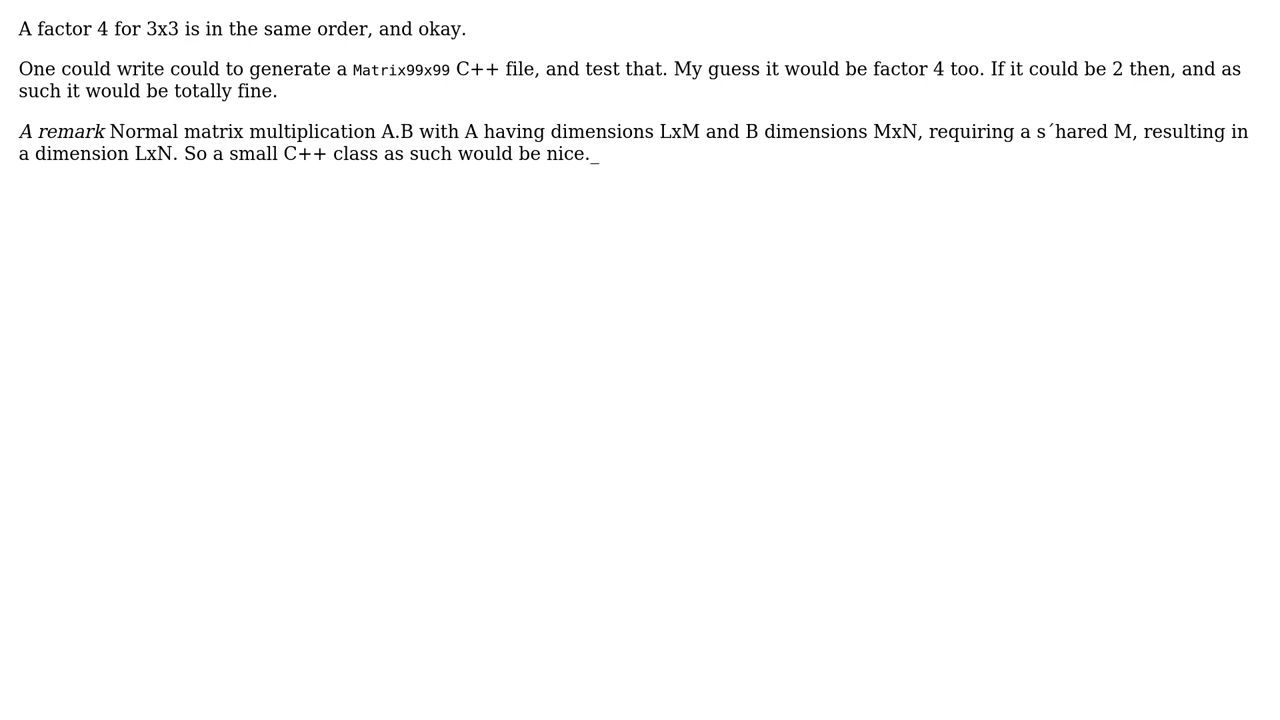 A factor 4 for 3x3 is in the same order, and okay.
One could write could to generate a Matrix99x99 C++ file, and test that. My guess it would be factor 4 too. If it could be 2 then, and as
such it would be totally fine.
A remark Normal matrix multiplication A.B with A having dimensions LxM and B dimensions MxN, requiring a s´hared M, resulting in
a dimension LxN. So a small C++ class as such would be nice._